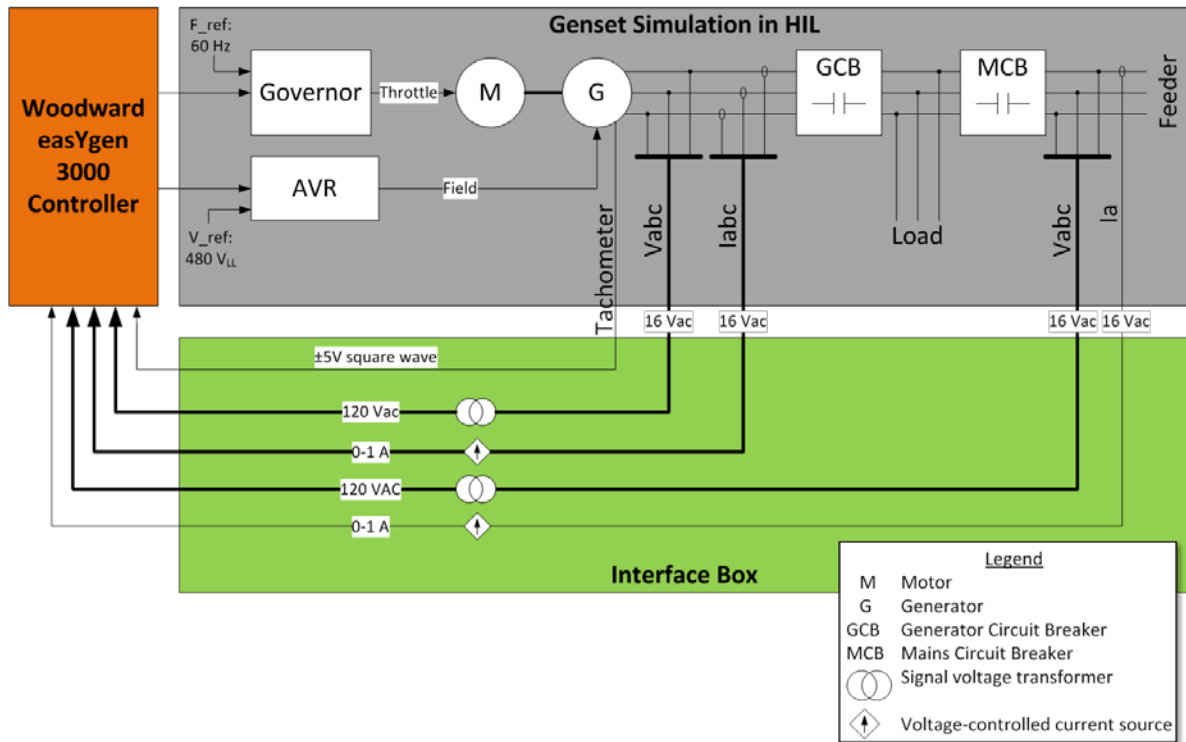 Woodward
easYgen
3000
Controller
Genset Simulation in HIL
F_ref:
60 Hz
Governor
Throttle
M
G
GCB
MCB
Feeder
AVR
Field
V_ref:
480 VLL
Tachometer
Vabc
Iabc
Load
Vabc
Ia
16 Vac
16 Vac
16 Vac
16 Vac
±5V square wave
120 Vac
0-1 A
120 VAC
0-1 A
Interface Box
Legend
M Motor
G Generator
GCB Generator Circuit Breaker
MCB Mains Circuit Breaker
Signal voltage transformer
Voltage-controlled current source